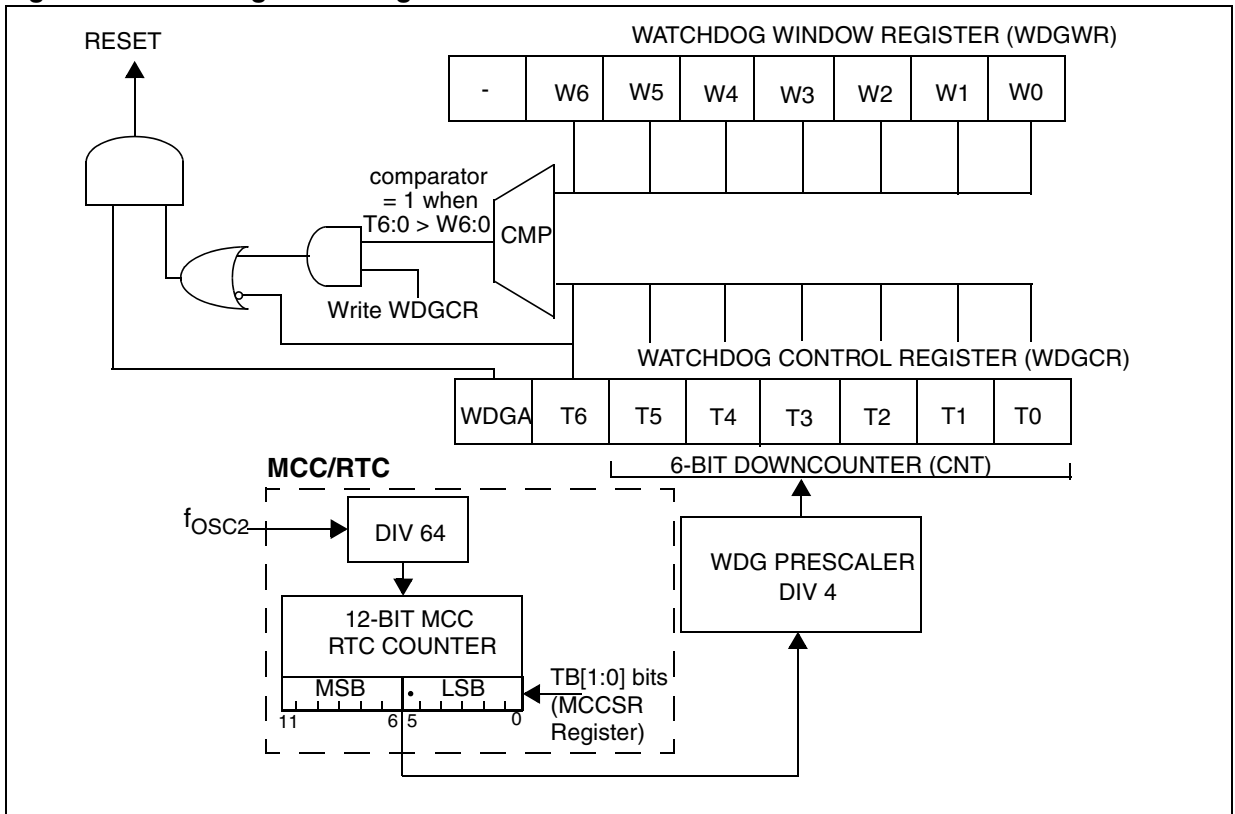 RESET
WATCHDOG WINDOW REGISTER (WDGWR)
- W6 W5 W4 W3 W2 W1 W0
comparator
= 1 when
T6:0 > W6:0
CMP
Write WDGCR
WATCHDOG CONTROL REGISTER (WDGCR)
WDGA T6 T5 T4 T3 T2 T1 T0
6-BIT DOWNCOUNTER (CNT)
MCC/RTC
fOSC2
DIV 64
WDG PRESCALER
DIV 4
12-BIT MCC
RTC COUNTER
MSB LSB
11 6 5 0
TB[1:0] bits
(MCCSR
Register)